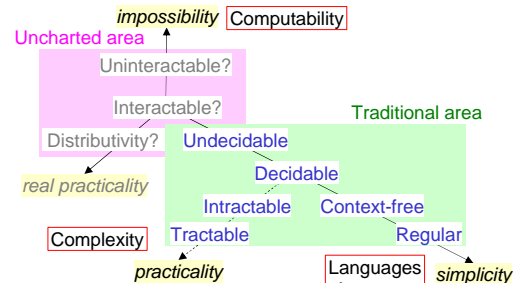 impossibility
Computability
Uncharted area
Uninteractable?
Interactable?
Traditional area
Distributivity?
Undecidable
Decidable
real practicality
Intractable
Context-free
Complexity
Tractable
Regular
practicality
Languages
simplicity